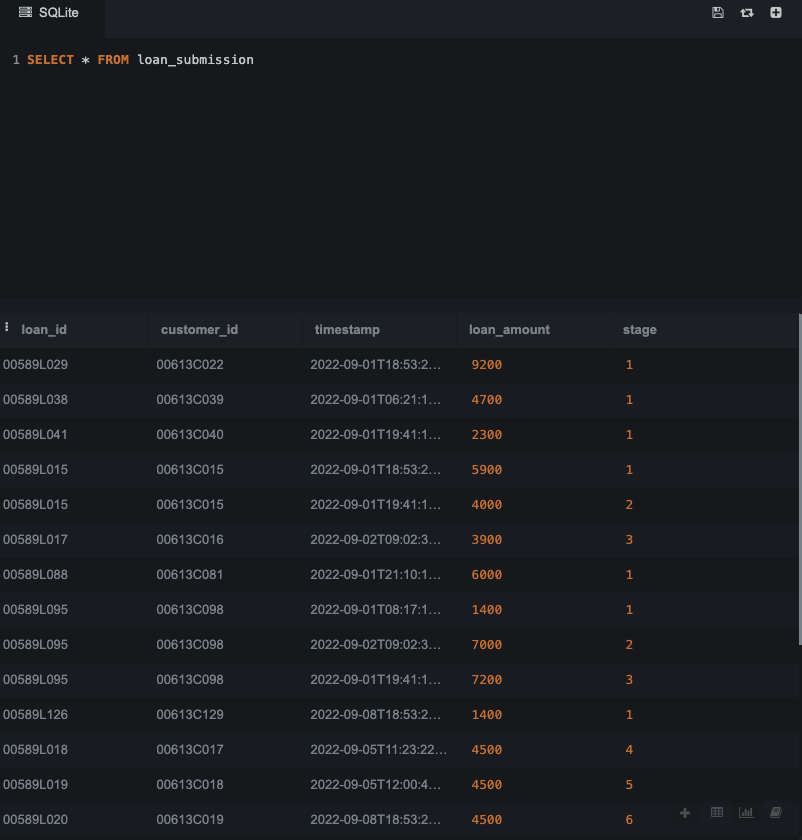 SQLite
1 SELECT * FROM loan_submission
loan_id customer_id timestamp loan_amount stage
00589L029 00613C022 2022-09-01T18:53:2... 9200 1
00589L038 00613C039 2022-09-01T06:21:1... 4700 1
00589L041 00613C040 2022-09-01T19:41:1... 2300 1
00589L015 00613C015 2022-09-01T18:53:2... 5900 1
00589L015 00613C015 2022-09-01T19:41:1... 4000 2
00589L017 00613C016 2022-09-02T09:02:3... 3900 3
00589L088 00613C081 2022-09-01T21:10:1... 6000 1
00589L095 00613C098 2022-09-01T08:17:1... 1400 1
00589L095 00613C098 2022-09-02T09:02:3... 7000 2
00589L095 00613C098 2022-09-01T19:41:1... 7200 3
00589L126 00613C129 2022-09-08T18:53:2... 1400 1
00589L018 00613C017 2022-09-05T11:23:22... 4500 4
00589L019 00613C018 2022-09-05T12:00:4... 4500 5
00589L020 00613C019 2022-09-08T18:53:2... 4500 6